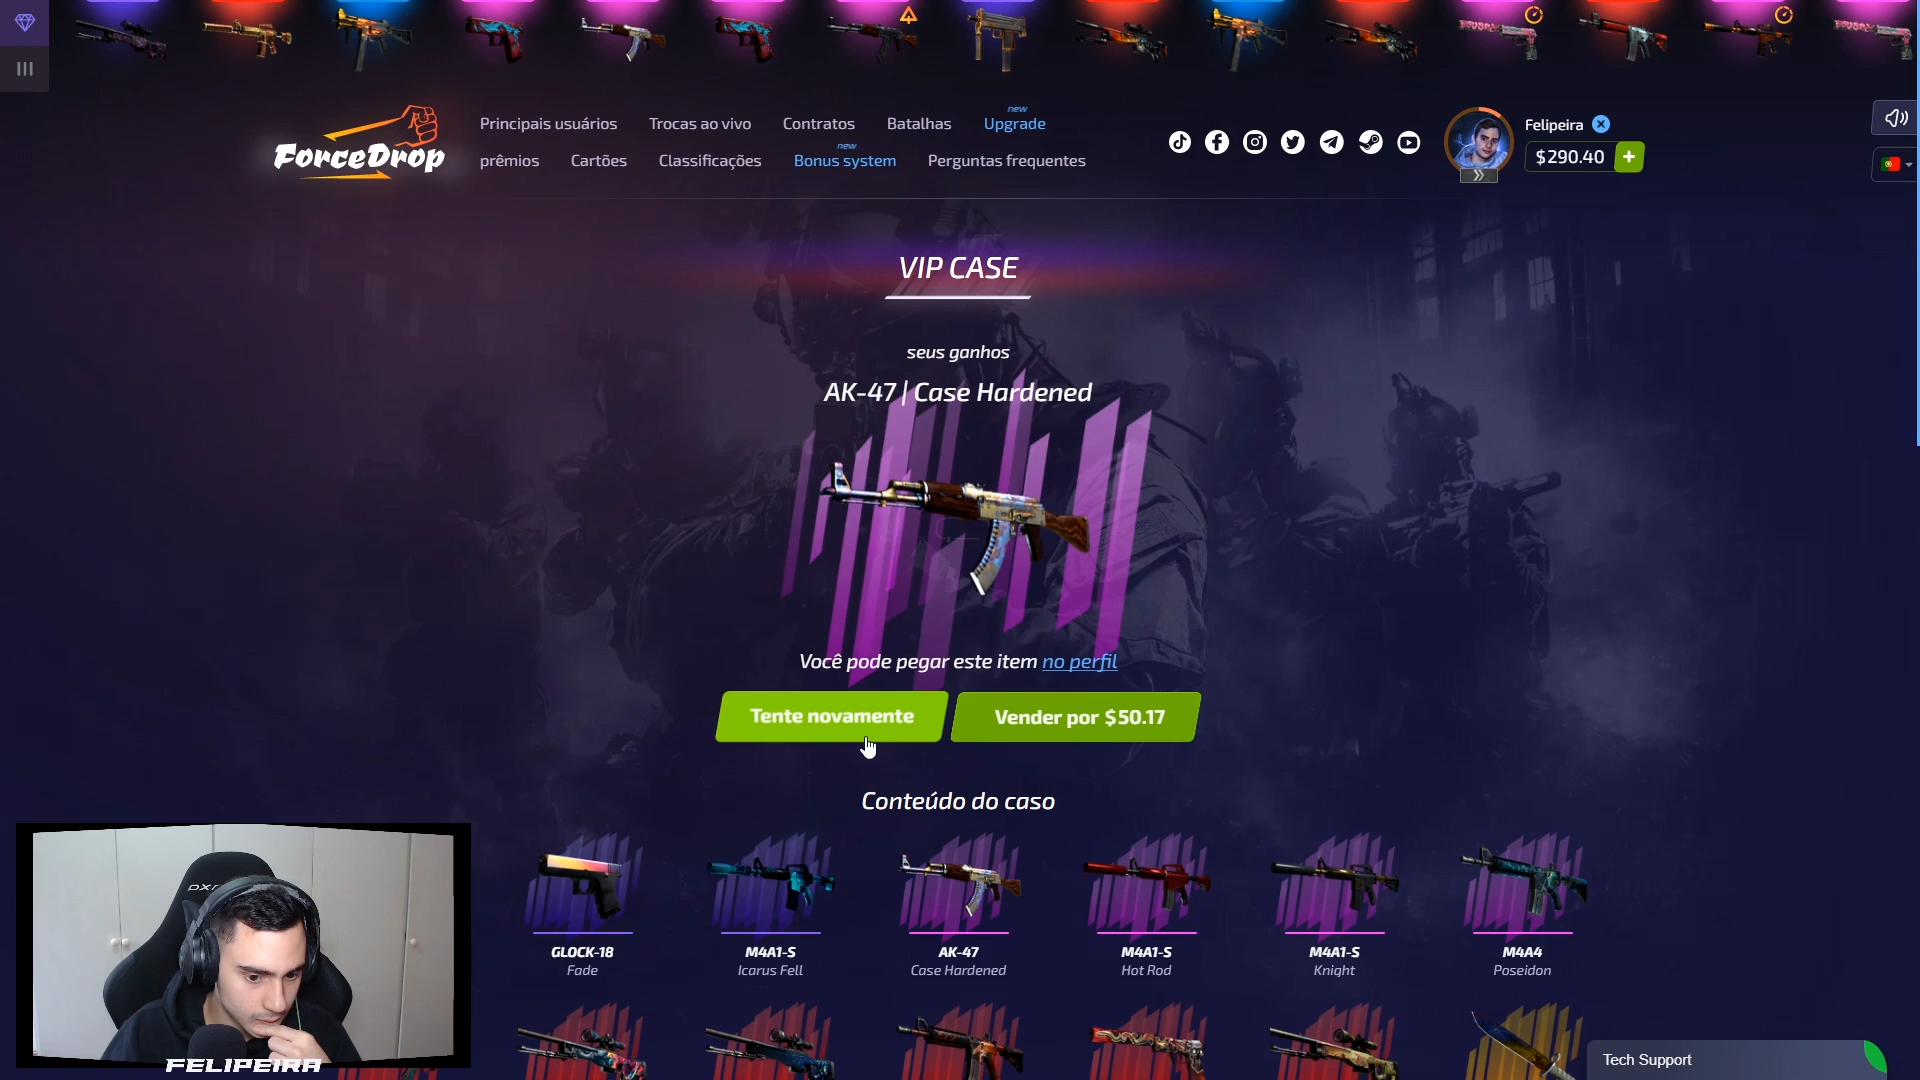 ForceDrop
Principais usuários
Trocas ao vivo
Contratos
Batalhas
new
Upgrade
prêmios
Cartões
Classificações
new
Bonus system
Perguntas frequentes
Felipeira
$290.40 +
VIP CASE
seus ganhos
AK-47 | Case Hardened
Você pode pegar este item no perfil
Tente novamente
Vender por $50.17
Conteúdo do caso
GLOCK-18
Fade
M4A1-S
Icarus Fell
AK-47
Case Hardened
M4A1-S
Hot Rod
M4A1-S
Knight
M4A4
Poseidon
FELIPEIRA
Tech Support